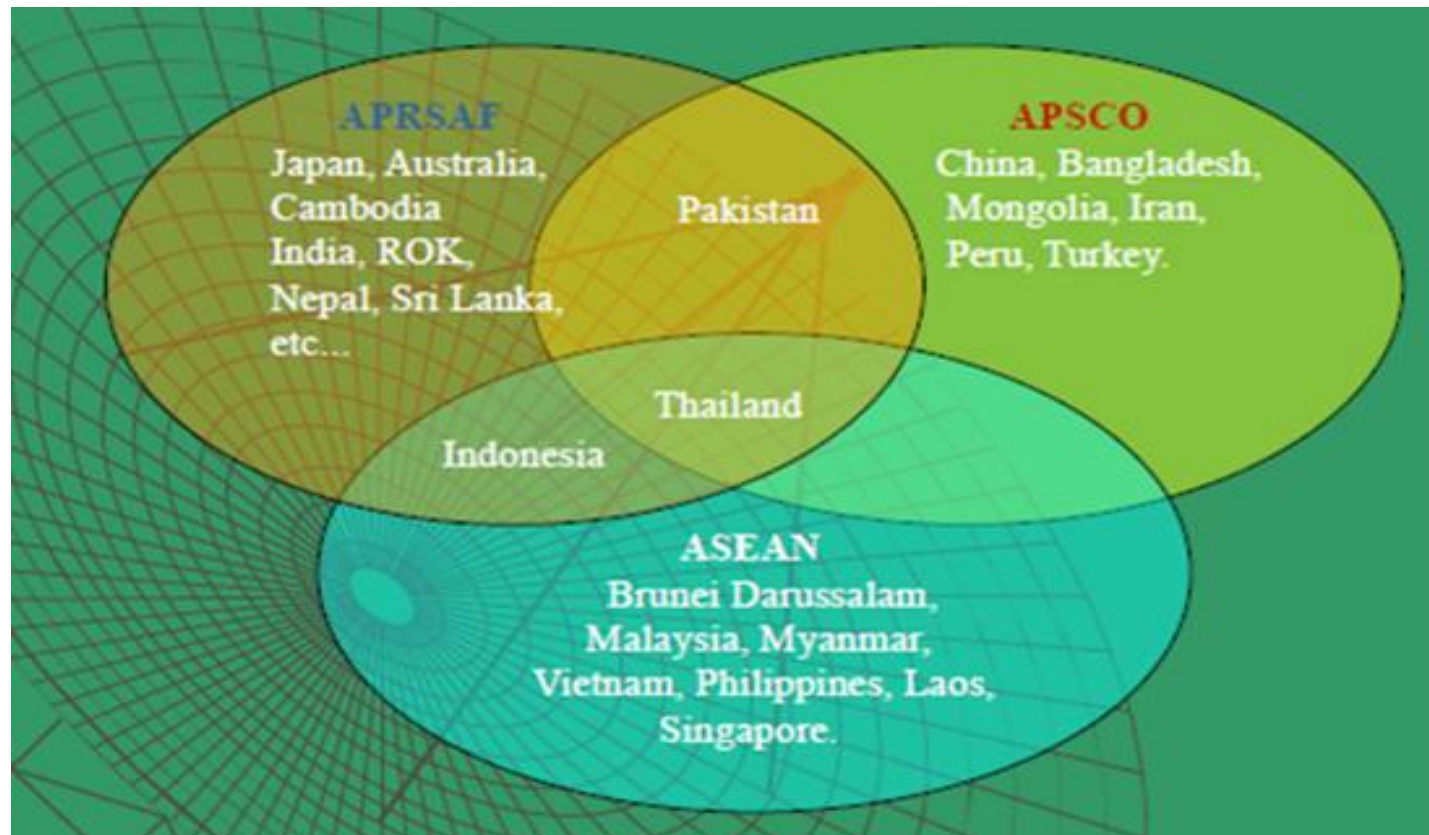 APRSAF
Japan, Australia,
Cambodia
India, ROK,
Nepal, Sri Lanka,
etc...
Pakistan
APSCO
China, Bangladesh,
Mongolia, Iran,
Peru, Turkey.
Thailand
Indonesia
ASEAN
Brunei Darussalam,
Malaysia, Myanmar,
Vietnam, Philippines, Laos,
Singapore.